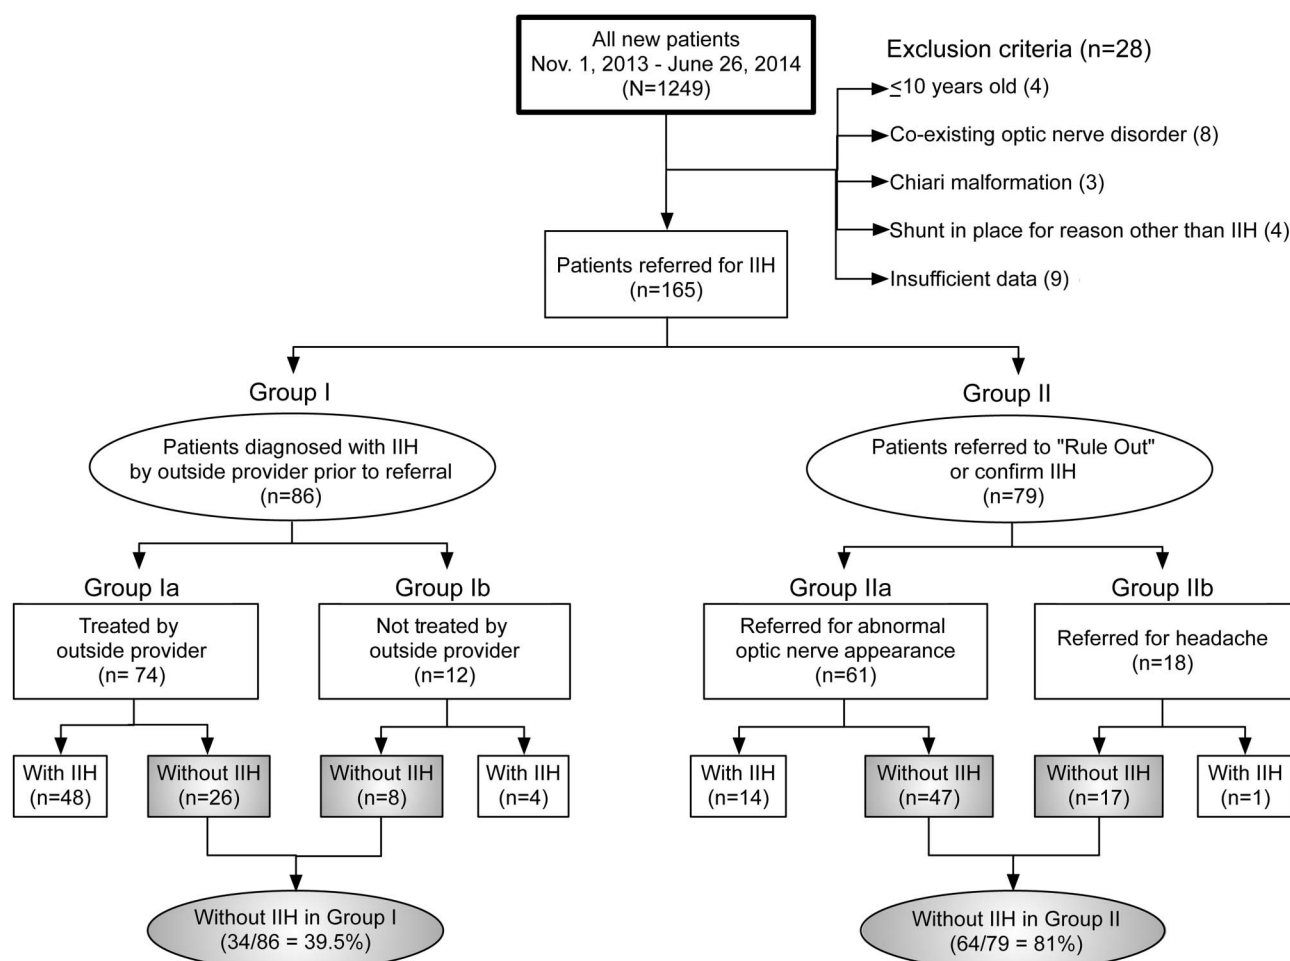 All new patients
Nov. 1, 2013 - June 26, 2014
(N=1249)
Exclusion criteria (n=28)
≤10 years old (4)
Co-existing optic nerve disorder (8)
Chiari malformation (3)
Shunt in place for reason other than IIH (4)
Insufficient data (9)
Patients referred for IIH
(n=165)
Group I
Patients diagnosed with IIH
by outside provider prior to referral
(n=86)
Group II
Patients referred to "Rule Out"
or confirm IIH
(n=79)
Group Ia
Treated by
outside provider
(n= 74)
Group Ib
Not treated by
outside provider
(n=12)
Group IIa
Referred for abnormal
optic nerve appearance
(n=61)
Group IIb
Referred for headache
(n=18)
With IIH
(n=48)
Without IIH
(n=26)
Without IIH
(n=8)
With IIH
(n=4)
With IIH
(n=14)
Without IIH
(n=47)
Without IIH
(n=17)
With IIH
(n=1)
Without IIH in Group I
(34/86 = 39.5%)
Without IIH in Group II
(64/79 = 81%)